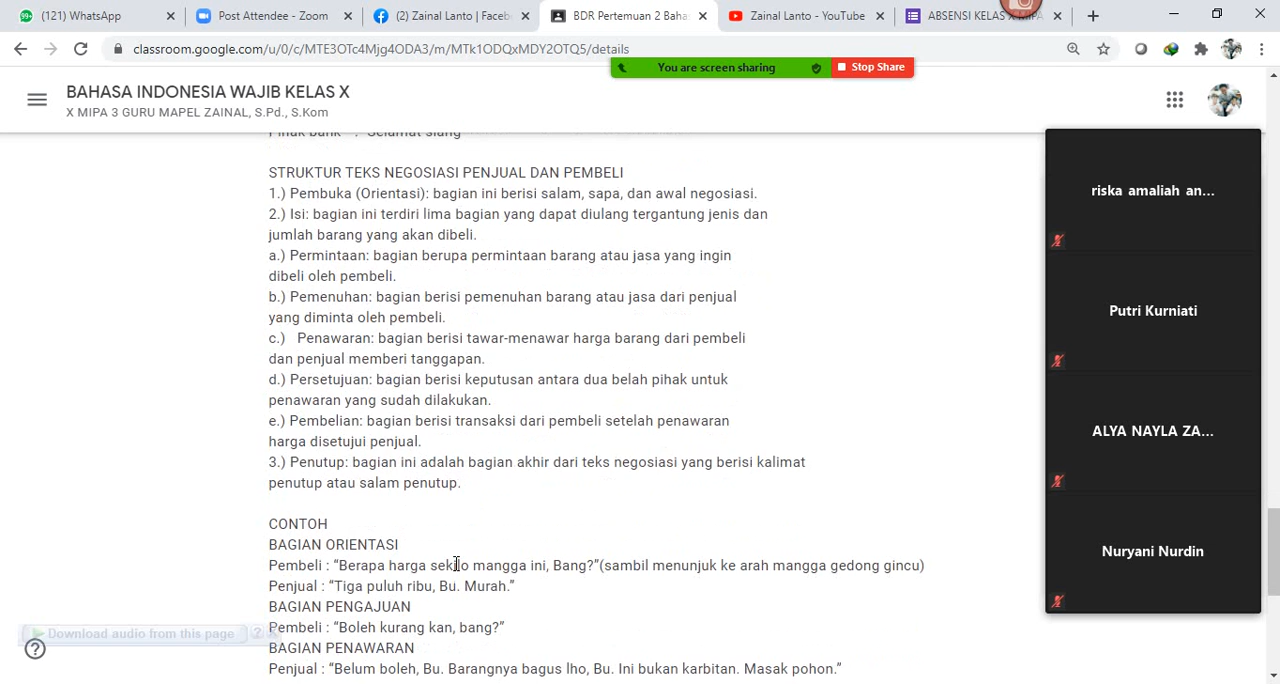 (121) WhatsApp
Post Attendee - Zoom
(2) Zainal Lanto | Faceb
BDR Pertemuan 2 Baha
Zainal Lanto - YouTube
ABSENSI KELAS X MIPA
classroom.google.com/u/0/c/MTE3OTc4Mjg4ODA3/m/MTk1ODQxMDY2OTQ5/details
You are screen sharing
Stop Share
BAHASA INDONESIA WAJIB KELAS X
X MIPA 3 GURU MAPEL ZAINAL, S.Pd., S.Kom
Pihak bank : "Selamat siang"
STRUKTUR TEKS NEGOSIASI PENJUAL DAN PEMBELI
1.) Pembuka (Orientasi): bagian ini berisi salam, sapa, dan awal negosiasi.
2.) Isi: bagian ini terdiri lima bagian yang dapat diulang tergantung jenis dan
jumlah barang yang akan dibeli.
a.) Permintaan: bagian berupa permintaan barang atau jasa yang ingin
dibeli oleh pembeli.
b.) Pemenuhan: bagian berisi pemenuhan barang atau jasa dari penjual
yang diminta oleh pembeli.
c.) Penawaran: bagian berisi tawar-menawar harga barang dari pembeli
dan penjual memberi tanggapan.
d.) Persetujuan: bagian berisi keputusan antara dua belah pihak untuk
penawaran yang sudah dilakukan.
e.) Pembelian: bagian berisi transaksi dari pembeli setelah penawaran
harga disetujui penjual.
3.) Penutup: bagian ini adalah bagian akhir dari teks negosiasi yang berisi kalimat
penutup atau salam penutup.
CONTOH
BAGIAN ORIENTASI
Pembeli : “Berapa harga sekilo mangga ini, Bang?”(sambil menunjuk ke arah mangga gedong gincu)
Penjual : “Tiga puluh ribu, Bu. Murah.”
BAGIAN PENGAJUAN
Pembeli : “Boleh kurang kan, bang?”
BAGIAN PENAWARAN
Penjual : “Belum boleh, Bu. Barangnya bagus lho, Bu. Ini bukan karbitan. Masak pohon.”
Download audio from this page
?
riska amaliah an...
Putri Kurniati
ALYA NAYLA ZA...
Nuryani Nurdin